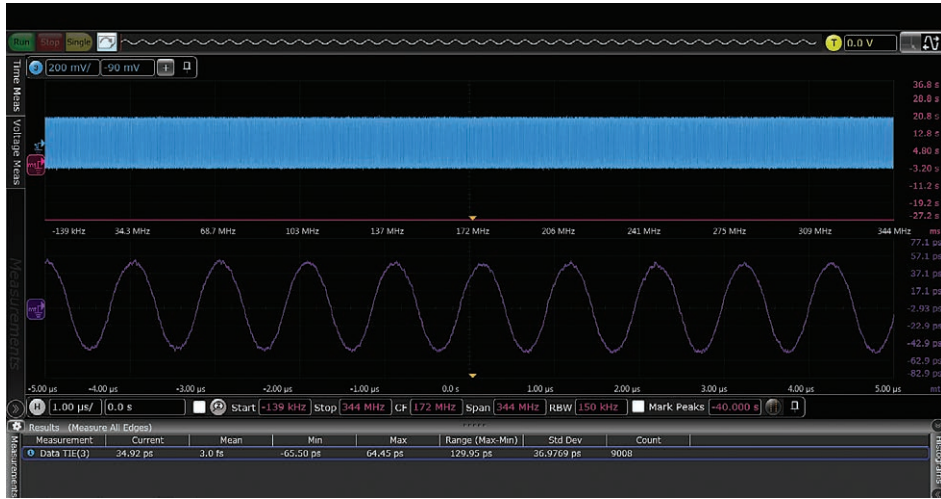 Run Stop Single T 0.0 V
3 200 mV/ -90 mV +
Time Meas
Voltage Meas
Measurements
36.8 s
28.8 s
20.8 s
12.8 s
4.80 s
-3.20 s
-11.2 s
-19.2 s
-27.2 s
-139 kHz 34.3 MHz 68.7 MHz 103 MHz 137 MHz 172 MHz 206 MHz 241 MHz 275 MHz 309 MHz 344 MHz ms
77.1 ps
57.1 ps
37.1 ps
17.1 ps
-2.93 ps
-22.9 ps
-42.9 ps
-62.9 ps
-82.9 ps
-5.00 µs -4.00 µs -3.00 µs -2.00 µs -1.00 µs 0.0 s 1.00 µs 2.00 µs 3.00 µs 4.00 µs 5.00 µs mt
H 1.00 µs/ 0.0 s Start -139 kHz Stop 344 MHz CF 172 MHz Span 344 MHz RBW 150 kHz Mark Peaks -40.000 s
Results (Measure All Edges)
Measurement Current Mean Min Max Range (Max-Min) Std Dev Count
Data TIE(3) 34.92 ps 3.0 fs -65.50 ps 64.45 ps 129.95 ps 36.9769 ps 9008
Measurements
Histograms